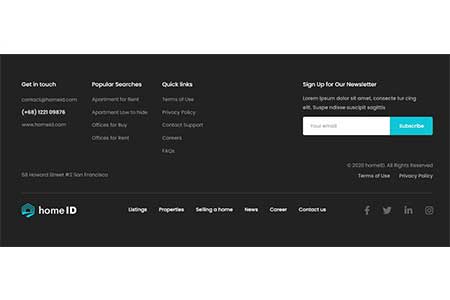 Get in touch
contact@homeid.com
(+68) 1221 09876
www.homeid.com
Popular Searches
Apartment for Rent
Apartment Low to hide
Offices for Buy
Offices for Rent
Quick links
Terms of Use
Privacy Policy
Contact Support
Careers
FAQs
Sign Up for Our Newsletter
Lorem ipsum dolor sit amet, consecte tur cing
elit. Suspe ndisse suscipit sagittis
Your email
Subscribe
© 2020 homeID. All Rights Reserved
58 Howard Street #2 San Francisco
Terms of Use
Privacy Policy
home ID
Listings
Properties
Selling a home
News
Career
Contact us